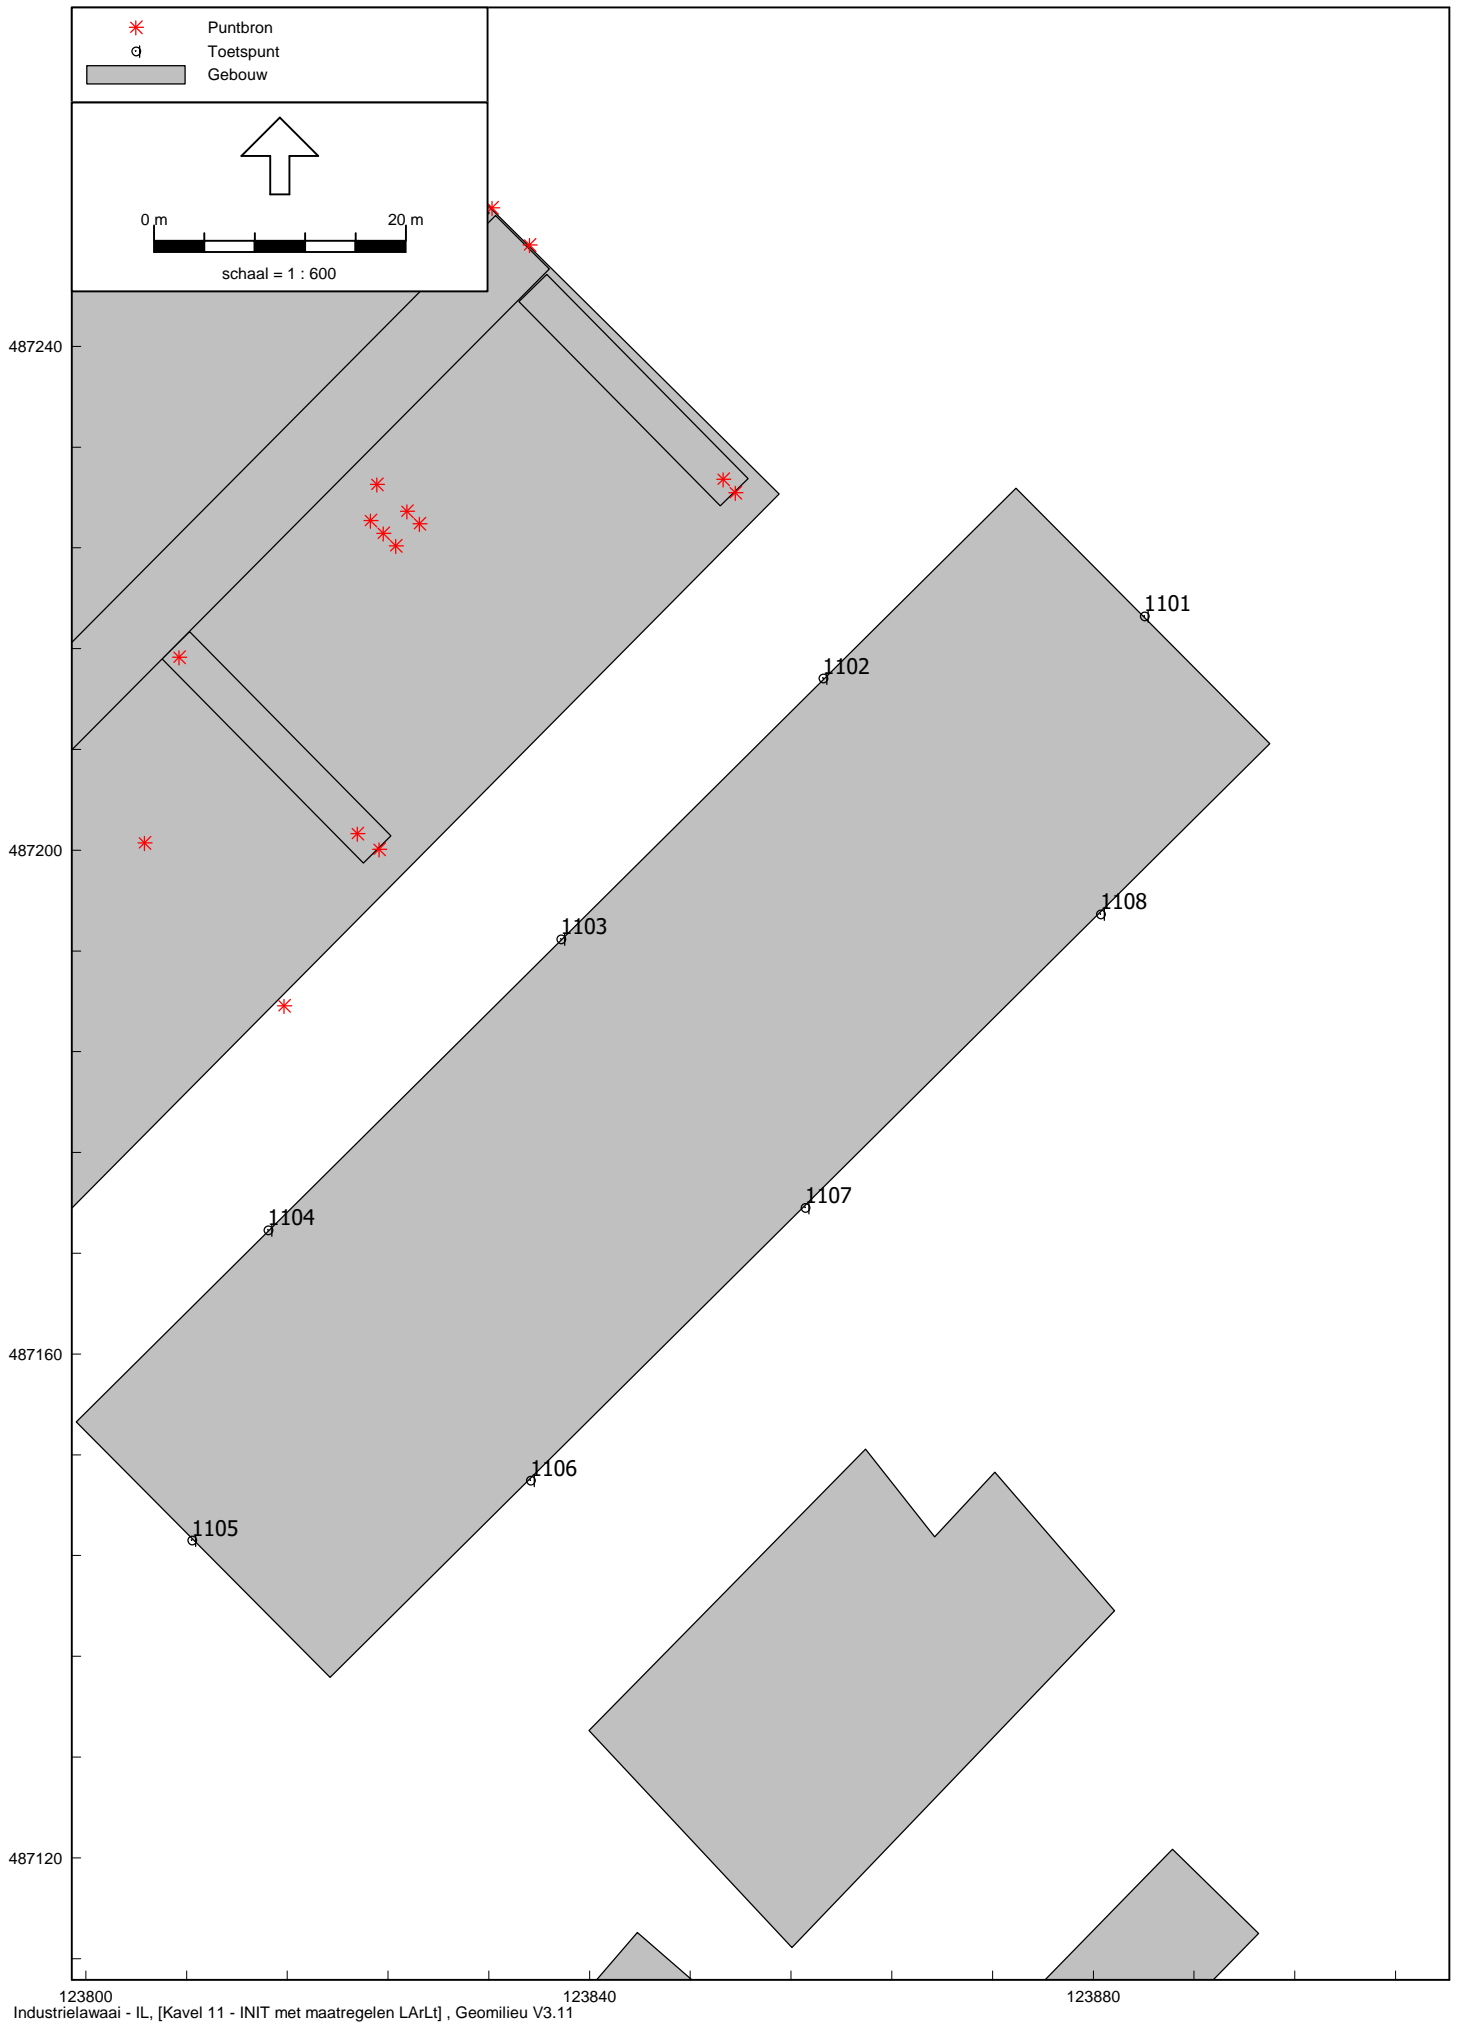 Puntbron
Toetspunt
Gebouw
0 m 20 m
schaal = 1 : 600
487240
1101
1102
487200
1108
1103
1107
1104
487160
1106
1105
487120
123800 123840 123880
Industrielawaai - IL, [Kavel 11 - INIT met maatregelen LArLt] , Geomilieu V3.11